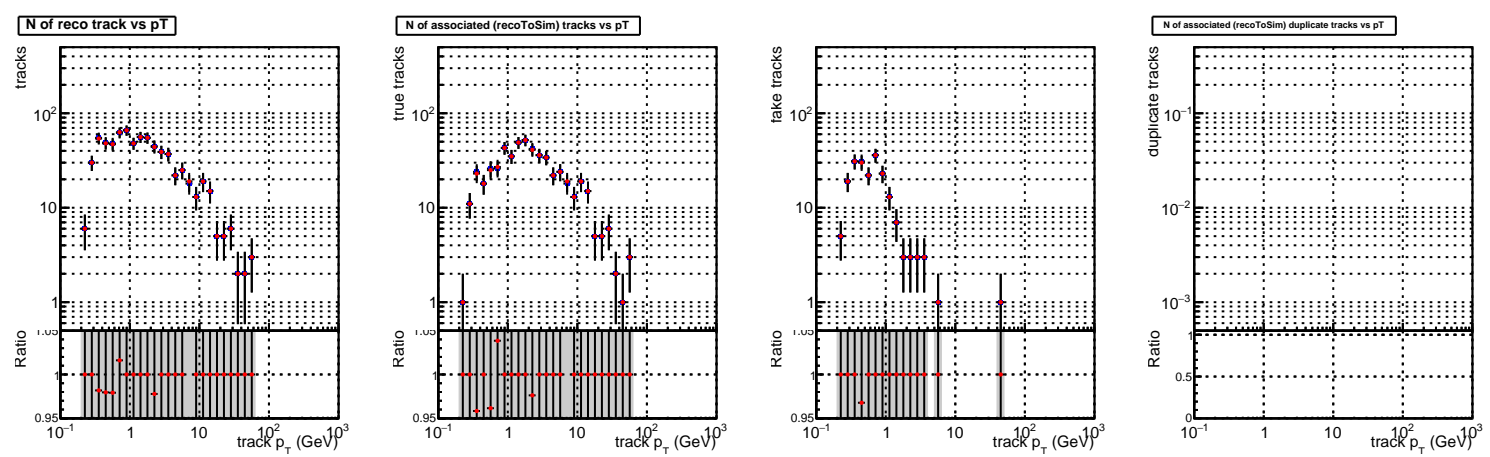 N of reco track vs pT
tracks
10²
10
1
Ratio
1.05
1
0.95
10⁻¹ 1 10 10² 10³
track p_T (GeV)
N of associated (recoToSim) tracks vs pT
true tracks
10²
10
1
Ratio
1.05
1
0.95
10⁻¹ 1 10 10² 10³
track p_T (GeV)
fake tracks
10²
10
1
Ratio
1.05
1
0.95
10⁻¹ 1 10 10² 10³
track p_T (GeV)
N of associated (recoToSim) duplicate tracks vs pT
duplicate tracks
10⁻¹
10⁻²
10⁻³
Ratio
1
0.5
0
10⁻¹ 1 10 10² 10³
track p_T (GeV)